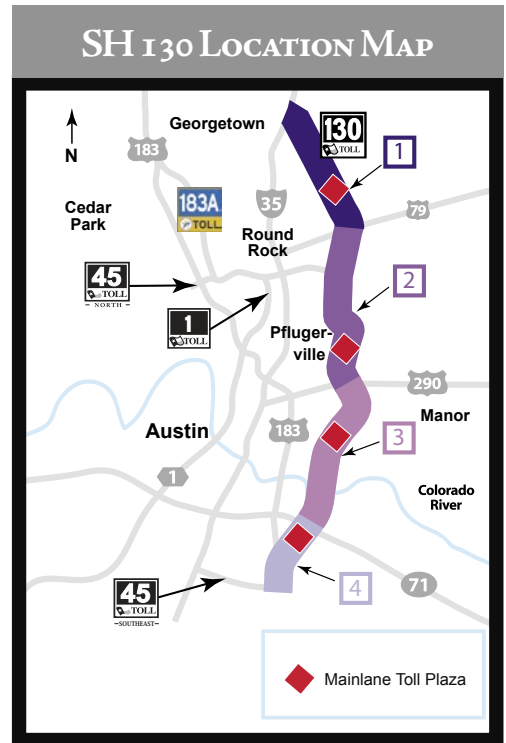 SH 130 Location Map
Georgetown
130
TOLL
N
183
1
Cedar
Park
183A
TOLL
35
79
Round
Rock
45
TOLL
NORTH
2
1
TOLL
Pfluger-
ville
290
Manor
Austin
183
3
1
Colorado
River
45
TOLL
SOUTHEAST
4
71
Mainlane Toll Plaza